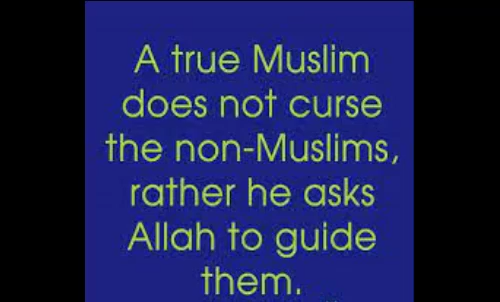 A true Muslim
does not curse
the non-Muslims,
rather he asks
Allah to guide
them.